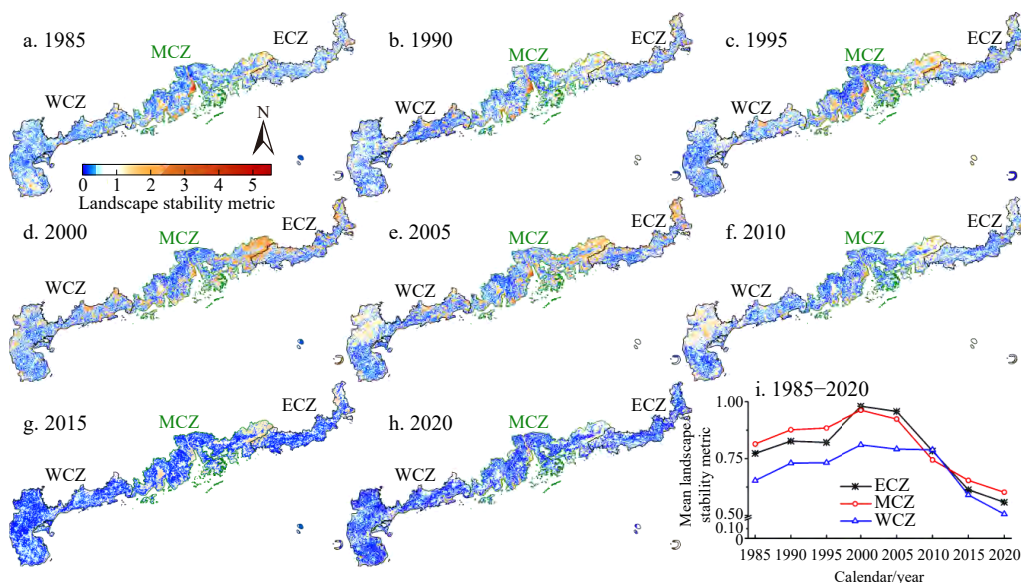 a. 1985
MCZ
ECZ
WCZ
N
0 1 2 3 4 5
Landscape stability metric
b. 1990
MCZ
ECZ
WCZ
c. 1995
MCZ
ECZ
WCZ
d. 2000
MCZ
ECZ
WCZ
e. 2005
MCZ
ECZ
WCZ
f. 2010
MCZ
ECZ
WCZ
g. 2015
MCZ
ECZ
WCZ
h. 2020
MCZ
ECZ
WCZ
i. 1985–2020
Mean landscape
stability metric
1.00
0.75
0.50
0.10
0
ECZ
MCZ
WCZ
1985 1990 1995 2000 2005 2010 2015 2020
Calendar/year